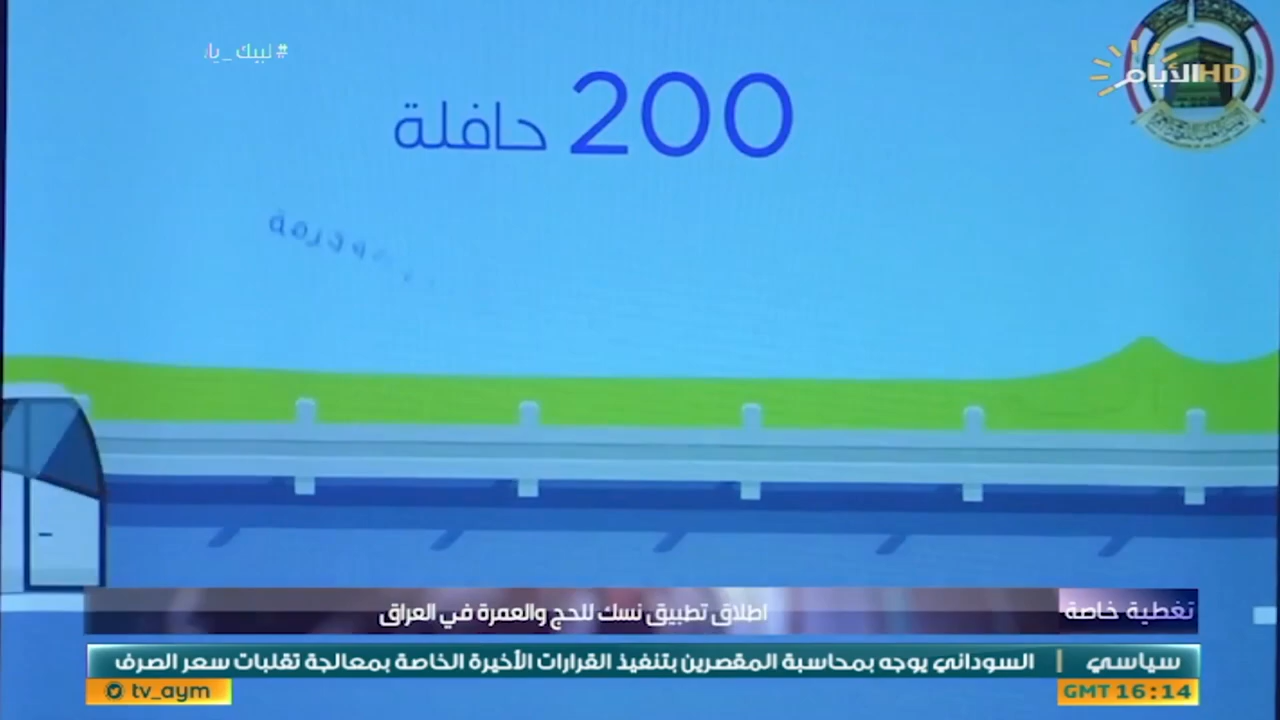 #لبيك_يا
الأيام HD
200 حافلة
تغطية خاصة
اطلاق تطبيق نسك للحج والعمرة في العراق
سياسي | السوداني يوجه بمحاسبة المقصرين بتنفيذ القرارات الأخيرة الخاصة بمعالجة تقلبات سعر الصرف
tv_aym
GMT 16:14